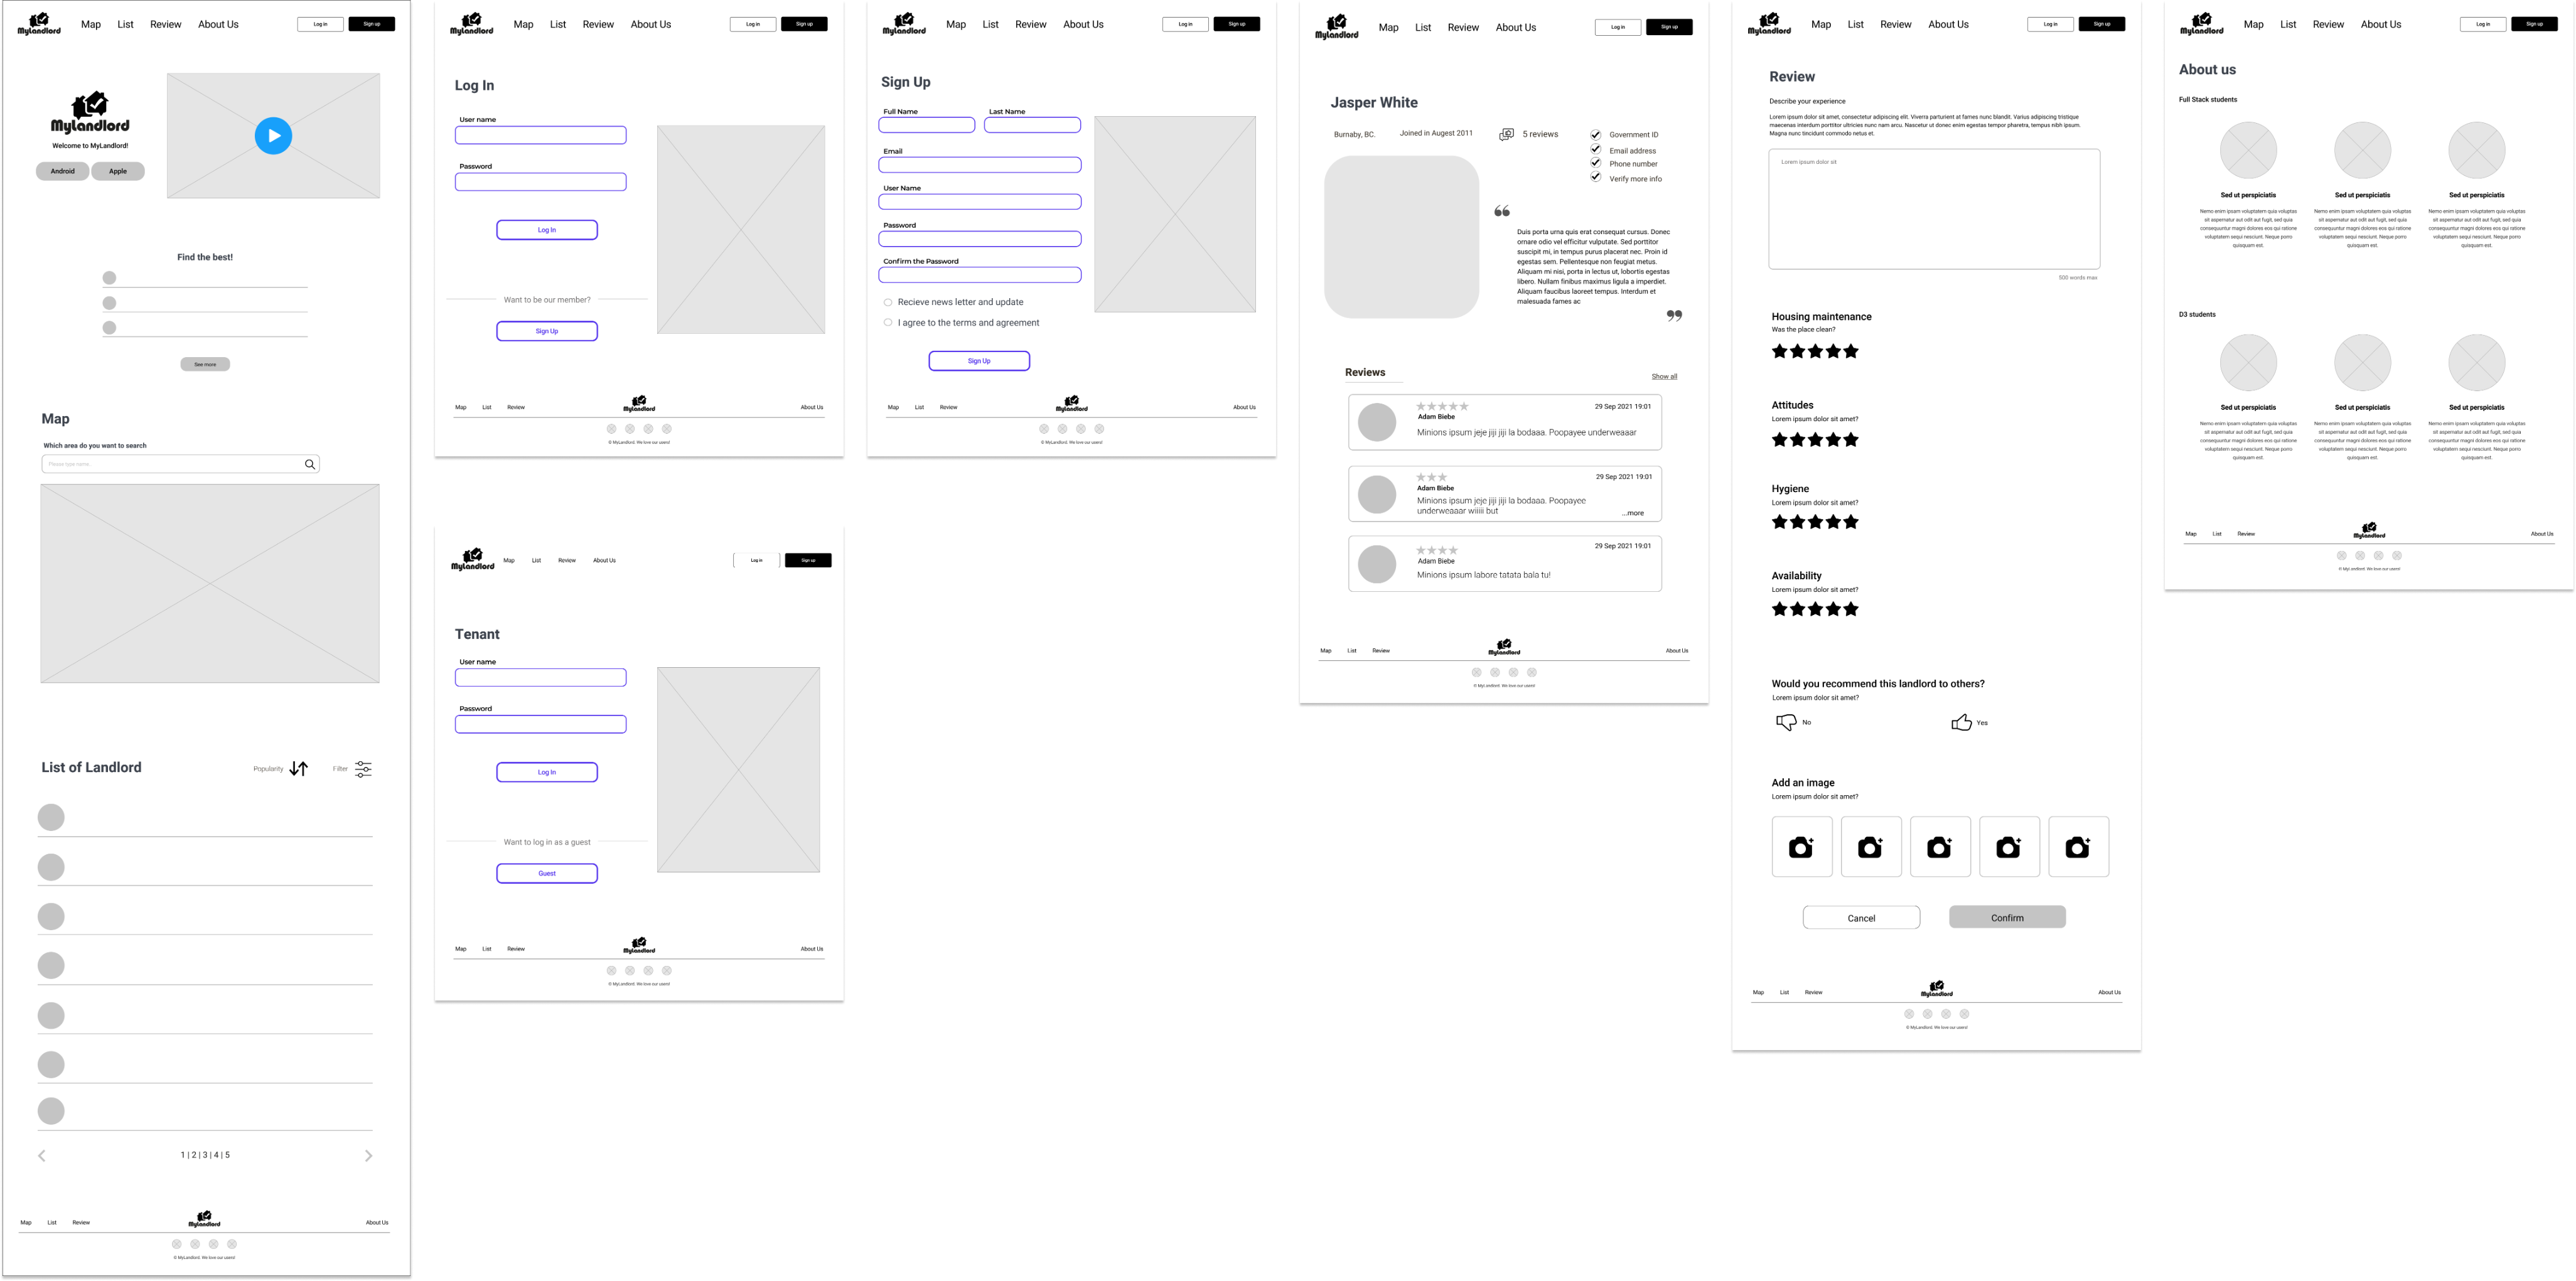 MyLandlord Map List Review About Us Log in Sign up
MyLandlord
Welcome to MyLandlord!
Android Apple
Find the best!
See more
Map
Which area do you want to search
Please type name.
List of Landlord Popularity Filter
1 | 2 | 3 | 4 | 5
Map List Review MyLandlord About Us
© MyLandlord. We love our users!
MyLandlord Map List Review About Us Log in Sign up
Log In
User name
Password
Log In
Want to be our member?
Sign Up
Map List Review MyLandlord About Us
© MyLandlord. We love our users!
MyLandlord Map List Review About Us Log in Sign up
Tenant
User name
Password
Log In
Want to log in as a guest
Guest
Map List Review MyLandlord About Us
© MyLandlord. We love our users!
MyLandlord Map List Review About Us Log in Sign up
Sign Up
Full Name Last Name
Email
User Name
Password
Confirm the Password
Recieve news letter and update
I agree to the terms and agreement
Sign Up
Map List Review MyLandlord About Us
© MyLandlord. We love our users!
MyLandlord Map List Review About Us Log in Sign up
Jasper White
Burnaby, BC. Joined in Augest 2011 5 reviews
Government ID
Email address
Phone number
Verify more info
“
Duis porta urna quis erat consequat cursus. Donec
ornare odio vel efficitur vulputate. Sed porttitor
suscipit mi, in tempus purus placerat nec. Proin id
egestas sem. Pellentesque non feugiat metus.
Aliquam mi nisi, porta in lectus ut, lobortis egestas
libero. Nullam finibus maximus ligula a imperdiet.
Aliquam faucibus laoreet tempus. Interdum et
malesuada fames ac
”
Reviews Show all
29 Sep 2021 19:01
Adam Biebe
Minions ipsum jeje jiji jiji la bodaaa. Poopayee underweaaar
29 Sep 2021 19:01
Adam Biebe
Minions ipsum jeje jiji jiji la bodaaa. Poopayee
underweaaar wiiiii but ...more
29 Sep 2021 19:01
Adam Biebe
Minions ipsum labore tatata bala tu!
Map List Review MyLandlord About Us
© MyLandlord. We love our users!
MyLandlord Map List Review About Us Log in Sign up
Review
Describe your experience
Lorem ipsum dolor sit amet, consectetur adipiscing elit. Viverra parturient at fames nunc blandit. Varius adipiscing tristique
maecenas interdum porttitor ultricies nunc nam arcu. Nascetur ut donec enim egestas tempor pharetra, tempus nibh ipsum.
Magna nunc tincidunt commodo netus et.
Lorem ipsum dolor sit
500 words max
Housing maintenance
Was the place clean?
Attitudes
Lorem ipsum dolor sit amet?
Hygiene
Lorem ipsum dolor sit amet?
Availability
Lorem ipsum dolor sit amet?
Would you recommend this landlord to others?
Lorem ipsum dolor sit amet?
No Yes
Add an image
Lorem ipsum dolor sit amet?
Cancel Confirm
Map List Review MyLandlord About Us
© MyLandlord. We love our users!
MyLandlord Map List Review About Us Log in Sign up
About us
Full Stack students
Sed ut perspiciatis Sed ut perspiciatis Sed ut perspiciatis
Nemo enim ipsam voluptatem quia voluptas Nemo enim ipsam voluptatem quia voluptas Nemo enim ipsam voluptatem quia voluptas
sit aspernatur aut odit aut fugit, sed quia sit aspernatur aut odit aut fugit, sed quia sit aspernatur aut odit aut fugit, sed quia
consequuntur magni dolores eos qui ratione consequuntur magni dolores eos qui ratione consequuntur magni dolores eos qui ratione
voluptatem sequi nesciunt. Neque porro voluptatem sequi nesciunt. Neque porro voluptatem sequi nesciunt. Neque porro
quisquam est. quisquam est. quisquam est.
D3 students
Sed ut perspiciatis Sed ut perspiciatis Sed ut perspiciatis
Nemo enim ipsam voluptatem quia voluptas Nemo enim ipsam voluptatem quia voluptas Nemo enim ipsam voluptatem quia voluptas
sit aspernatur aut odit aut fugit, sed quia sit aspernatur aut odit aut fugit, sed quia sit aspernatur aut odit aut fugit, sed quia
consequuntur magni dolores eos qui ratione consequuntur magni dolores eos qui ratione consequuntur magni dolores eos qui ratione
voluptatem sequi nesciunt. Neque porro voluptatem sequi nesciunt. Neque porro voluptatem sequi nesciunt. Neque porro
quisquam est. quisquam est. quisquam est.
Map List Review MyLandlord About Us
© MyLandlord. We love our users!